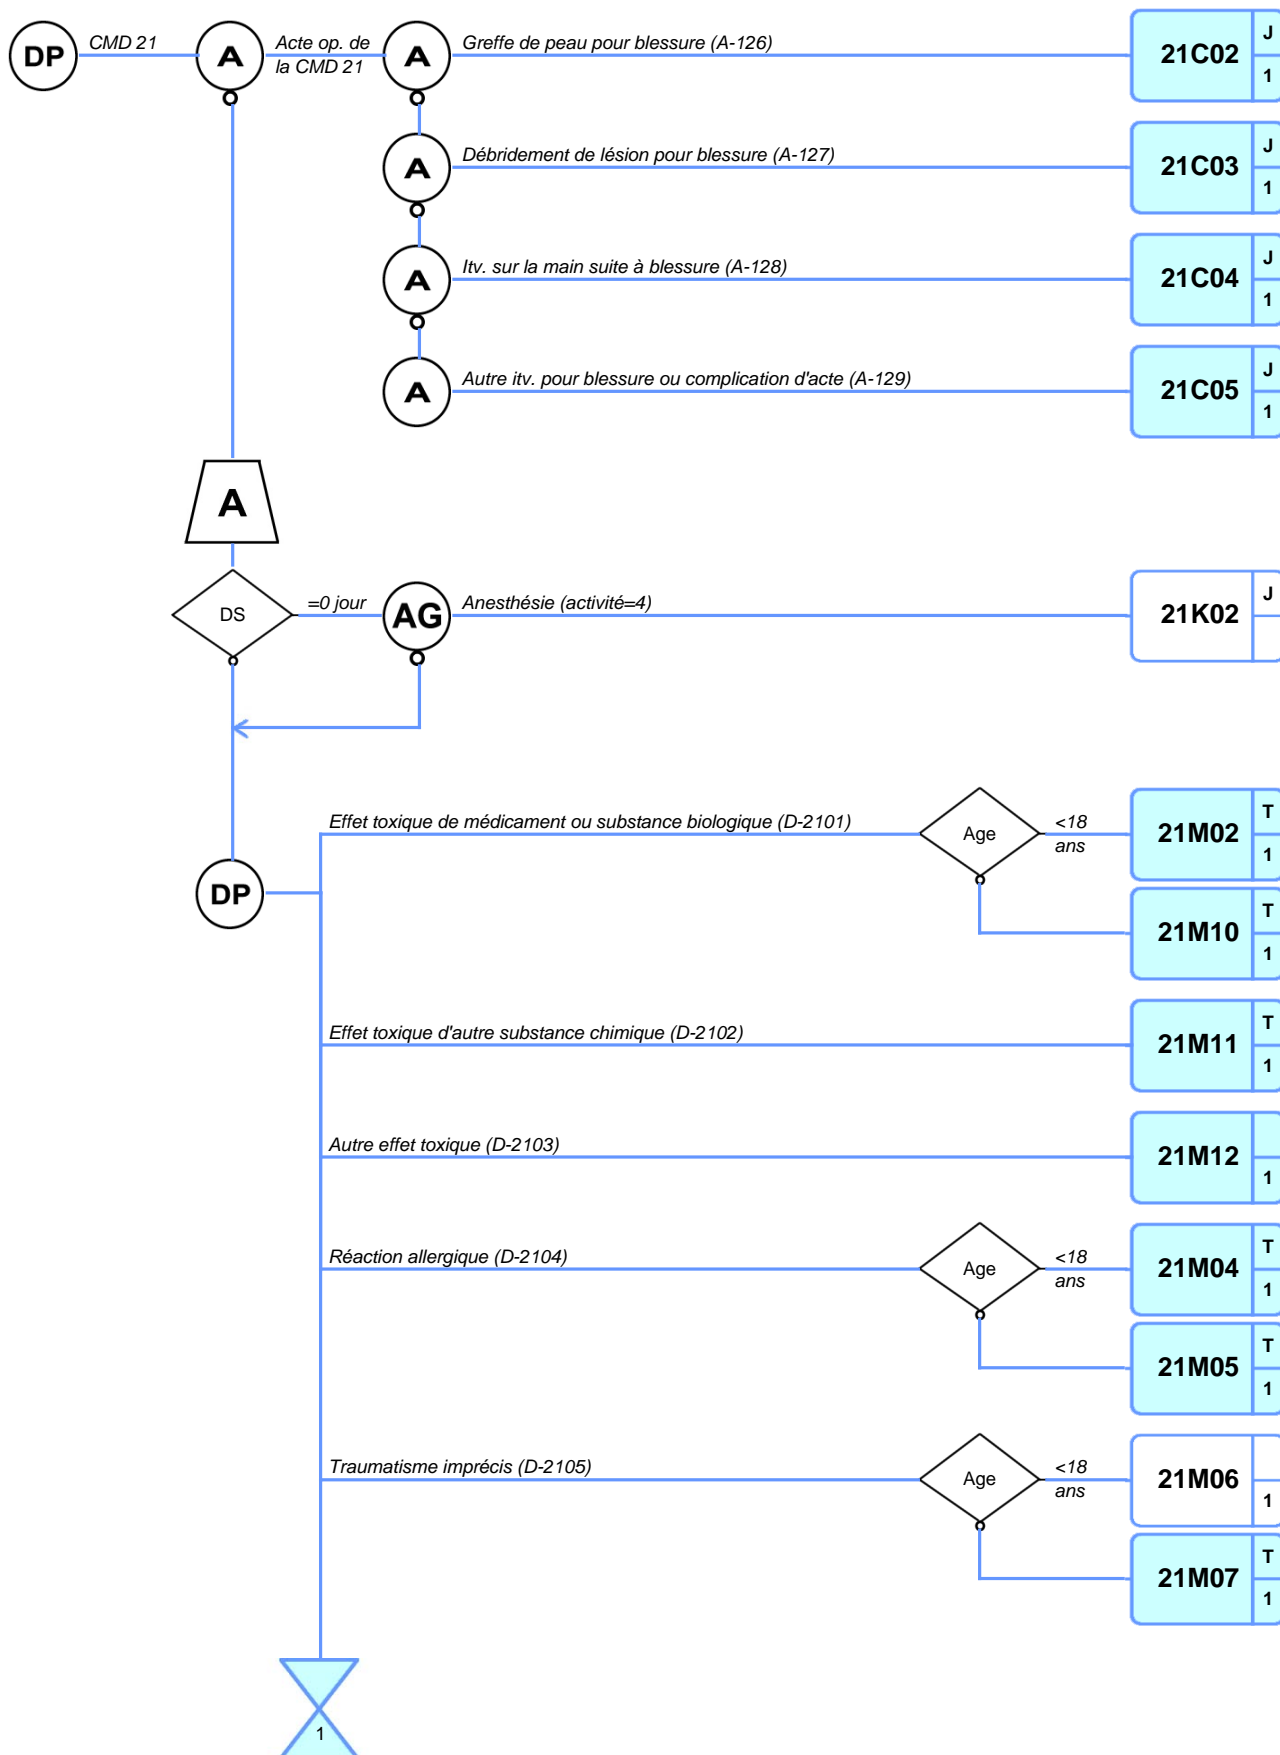 DP
CMD 21
A
Acte op. de
la CMD 21
A
Greffe de peau pour blessure (A-126)
21C02
J
1
A
Débridement de lésion pour blessure (A-127)
21C03
J
1
A
Itv. sur la main suite à blessure (A-128)
21C04
J
1
A
Autre itv. pour blessure ou complication d'acte (A-129)
21C05
J
1
A
DS
=0 jour
AG
Anesthésie (activité=4)
21K02
J
DP
Effet toxique de médicament ou substance biologique (D-2101)
Age
<18
ans
21M02
T
1
21M10
T
1
Effet toxique d'autre substance chimique (D-2102)
21M11
T
1
Autre effet toxique (D-2103)
21M12
1
Réaction allergique (D-2104)
Age
<18
ans
21M04
T
1
21M05
T
1
Traumatisme imprécis (D-2105)
Age
<18
ans
21M06
1
21M07
T
1
1